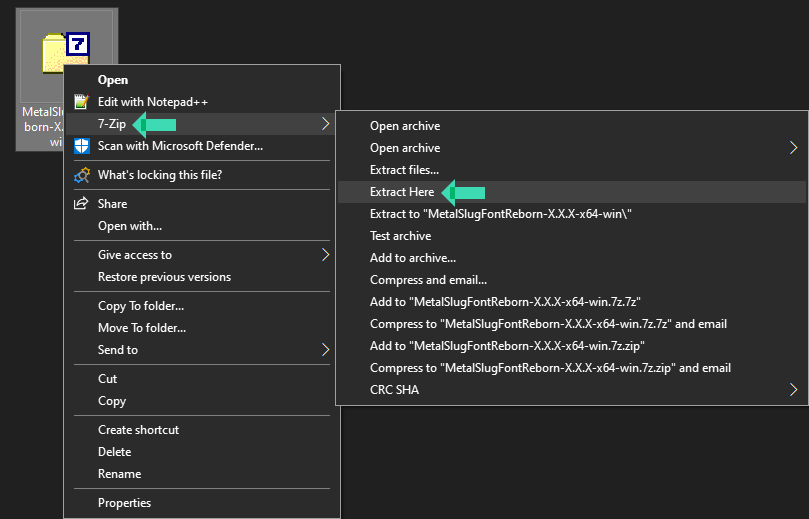 7
MetalSlu
born-X.
wi
Open
Edit with Notepad++
7-Zip
Scan with Microsoft Defender...
What's locking this file?
Share
Open with...
Give access to
Restore previous versions
Copy To folder...
Move To folder...
Send to
Cut
Copy
Create shortcut
Delete
Rename
Properties
Open archive
Open archive
Extract files...
Extract Here
Extract to "MetalSlugFontReborn-X.X.X-x64-win\"
Test archive
Add to archive...
Compress and email...
Add to "MetalSlugFontReborn-X.X.X-x64-win.7z.7z"
Compress to "MetalSlugFontReborn-X.X.X-x64-win.7z.7z" and email
Add to "MetalSlugFontReborn-X.X.X-x64-win.7z.zip"
Compress to "MetalSlugFontReborn-X.X.X-x64-win.7z.zip" and email
CRC SHA